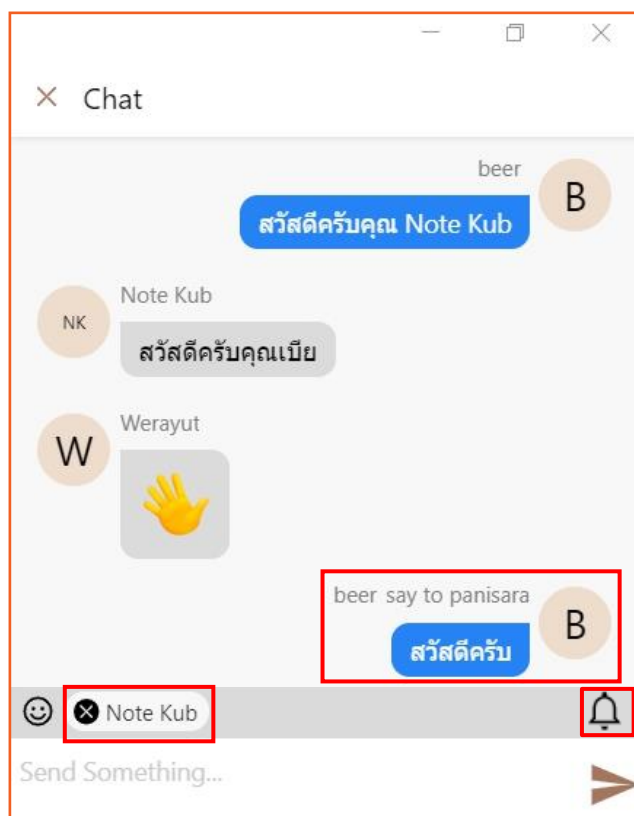 Chat
beer
B
สวัสดีครับคุณ Note Kub
Note Kub
NK
สวัสดีครับคุณเบีย
Werayut
W
beer say to panisara
B
สวัสดีครับ
Note Kub
Send Something...